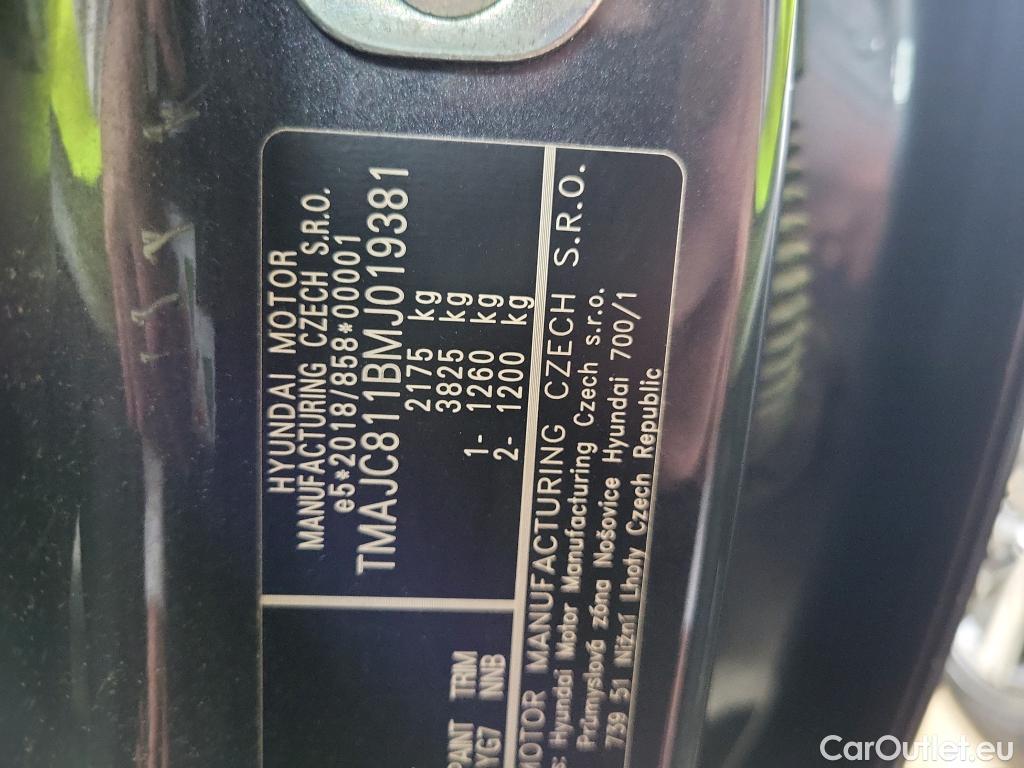 HYUNDAI MOTOR
MANUFACTURING CZECH S.R.O.
e5*2018/858*00001
TMAJC811BMJ019381
2175 kg
3825 kg
1- 1260 kg
2- 1200 kg
PAINT TRIM
YG7 NNB
MOTOR MANUFACTURING CZECH S.R.O.
s: Hyundai Motor Manufacturing Czech s.r.o.
Průmyslová zóna Nošovice Hyundai 700/1
739 51 Nižní Lhoty Czech Republic
CarOutlet.eu